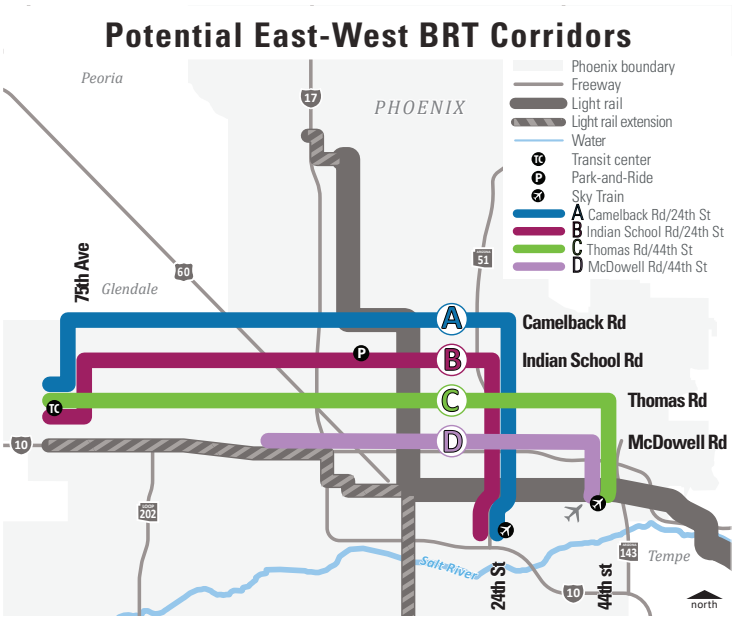 Potential East-West BRT Corridors
Peoria
17
PHOENIX
Phoenix boundary
Freeway
Light rail
Light rail extension
Water
TC Transit center
P Park-and-Ride
Sky Train
A Camelback Rd/24th St
B Indian School Rd/24th St
C Thomas Rd/44th St
D McDowell Rd/44th St
51
75th Ave
60
Glendale
A
Camelback Rd
P
B
Indian School Rd
TC
C
Thomas Rd
10
D
McDowell Rd
LOOP
202
143
Tempe
Salt River
24th St
10
44th st
north